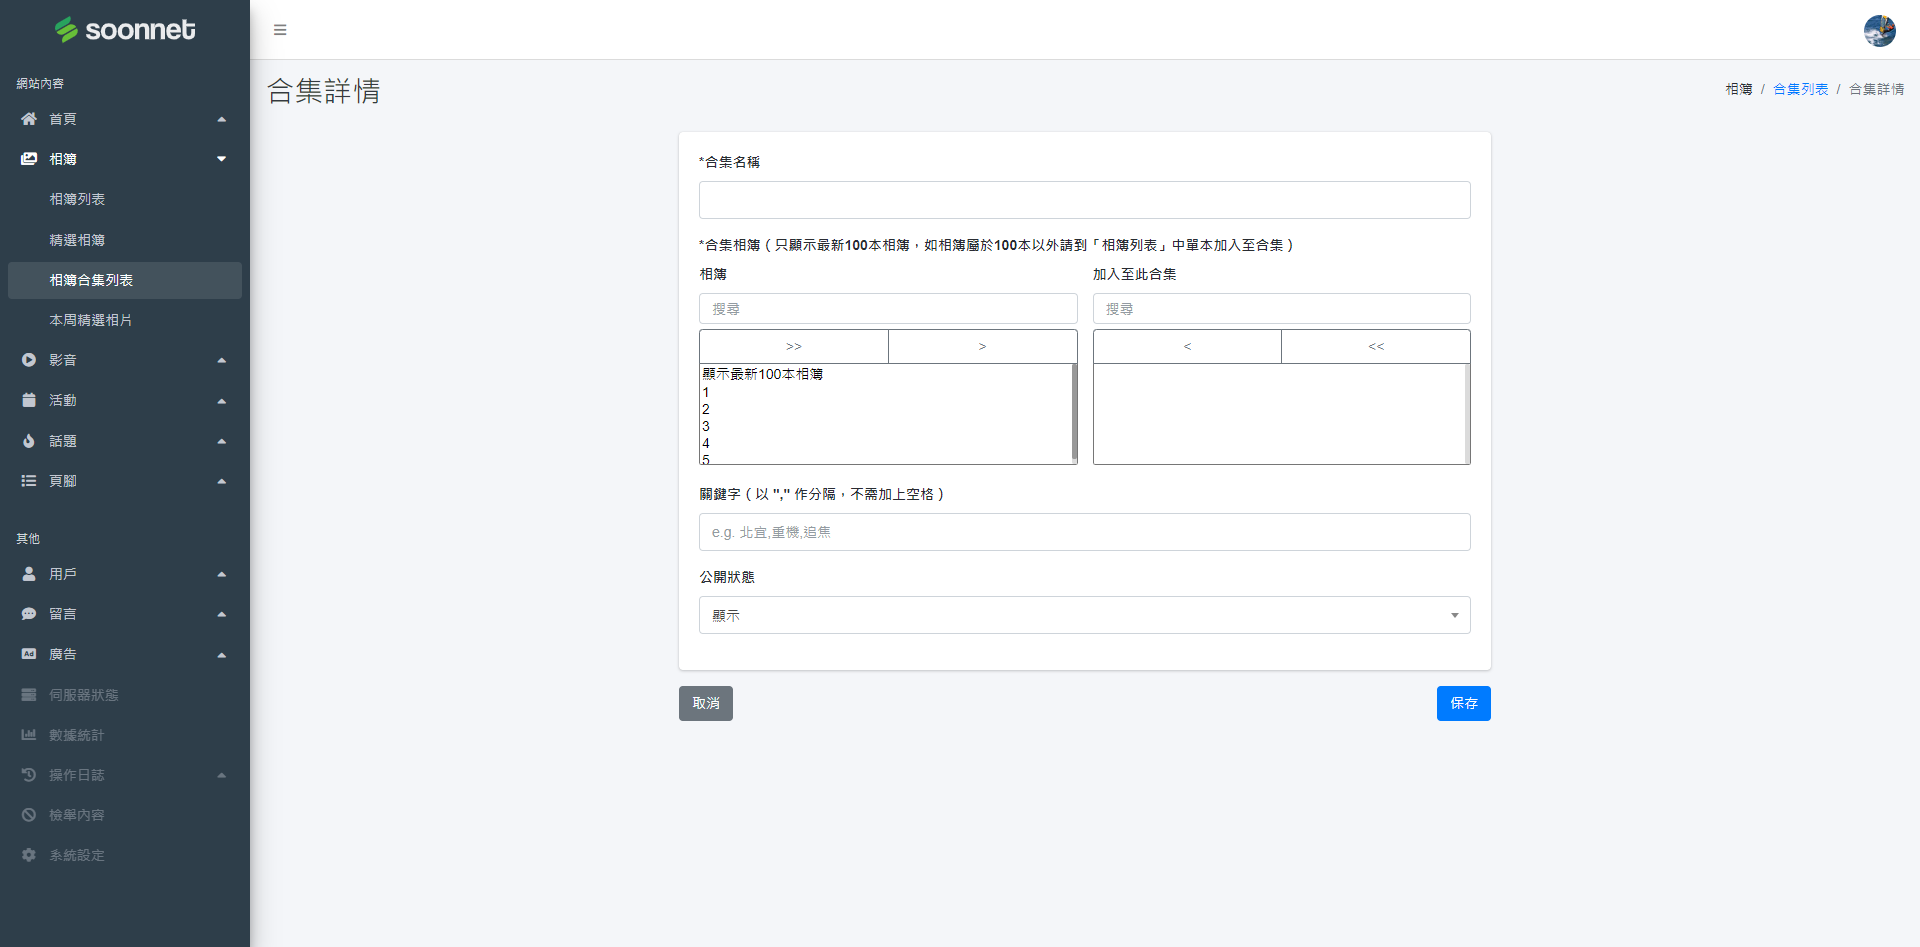 soonnet
網站內容
首頁
相簿
相簿列表
精選相簿
相簿合集列表
本周精選相片
影音
活動
話題
頁腳
其他
用戶
留言
Ad 廣告
伺服器狀態
數據統計
操作日誌
檢舉內容
系統設定
合集詳情
相簿 / 合集列表 / 合集詳情
*合集名稱
*合集相簿 ( 只顯示最新100本相簿，如相簿屬於100本以外請到「相簿列表」中單本加入至合集 )
相簿
搜尋
>> >
顯示最新100本相簿
1
2
3
4
5
加入至此合集
搜尋
< <<
關鍵字 ( 以 "," 作分隔，不需加上空格 )
e.g. 北宜,重機,追焦
公開狀態
顯示
取消
保存